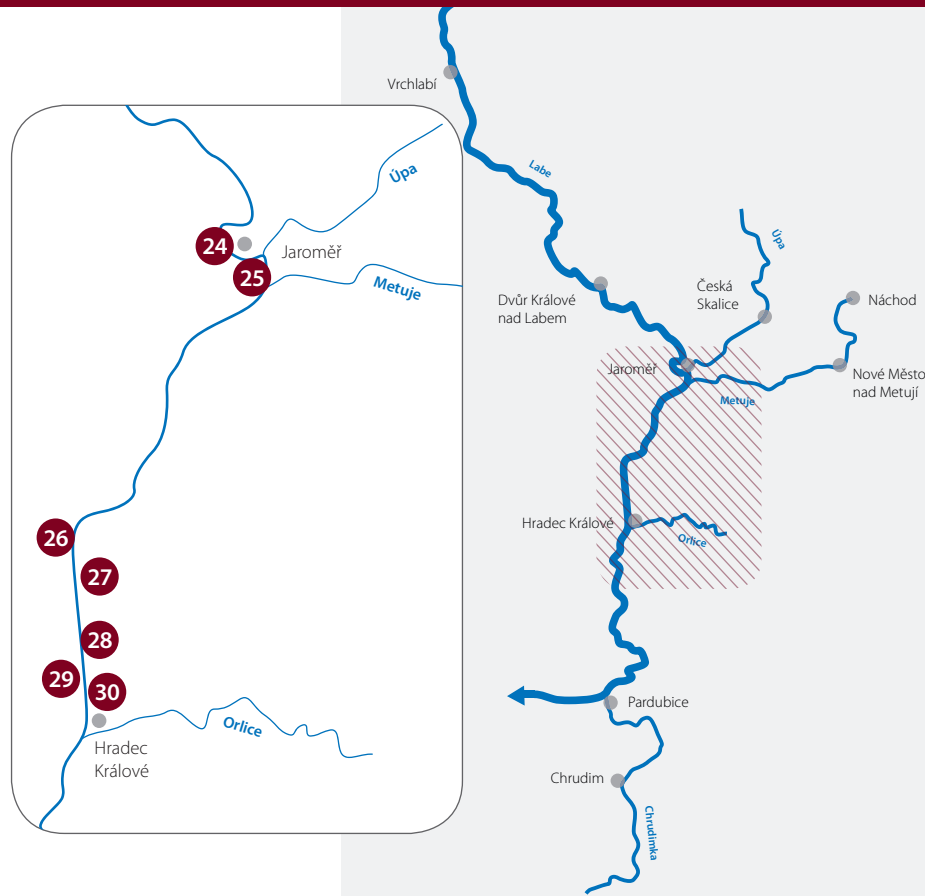 Úpa
24
Jaroměř
25
Metuje
26
27
28
29
30
Orlice
Hradec
Králové
Vrchlabí
Labe
Úpa
Dvůr Králové
nad Labem
Česká
Skalice
Náchod
Jaroměř
Nové Město
nad Metují
Metuje
Hradec Králové
Orlice
Pardubice
Chrudim
Chrudimka